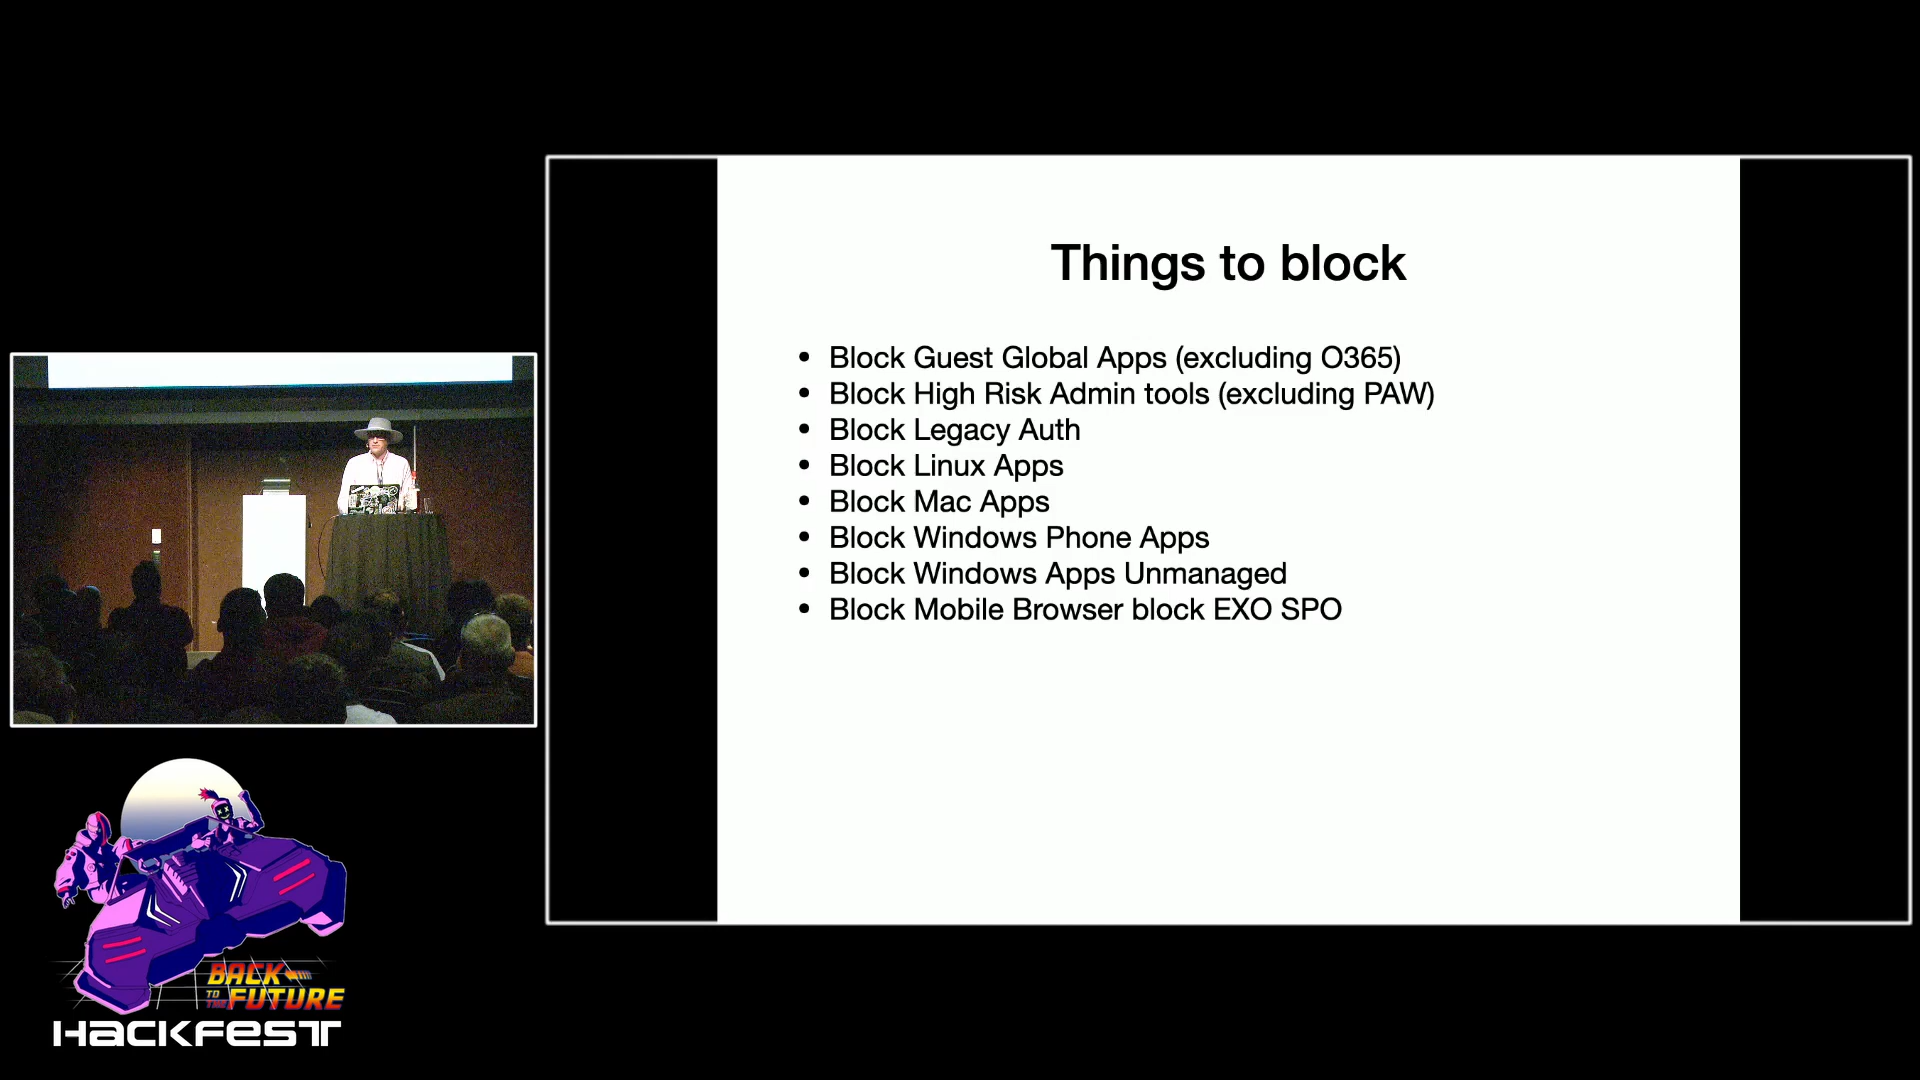 Things to block
• Block Guest Global Apps (excluding O365)
• Block High Risk Admin tools (excluding PAW)
• Block Legacy Auth
• Block Linux Apps
• Block Mac Apps
• Block Windows Phone Apps
• Block Windows Apps Unmanaged
• Block Mobile Browser block EXO SPO
BACK
TO THE FUTURE
HACKFEST